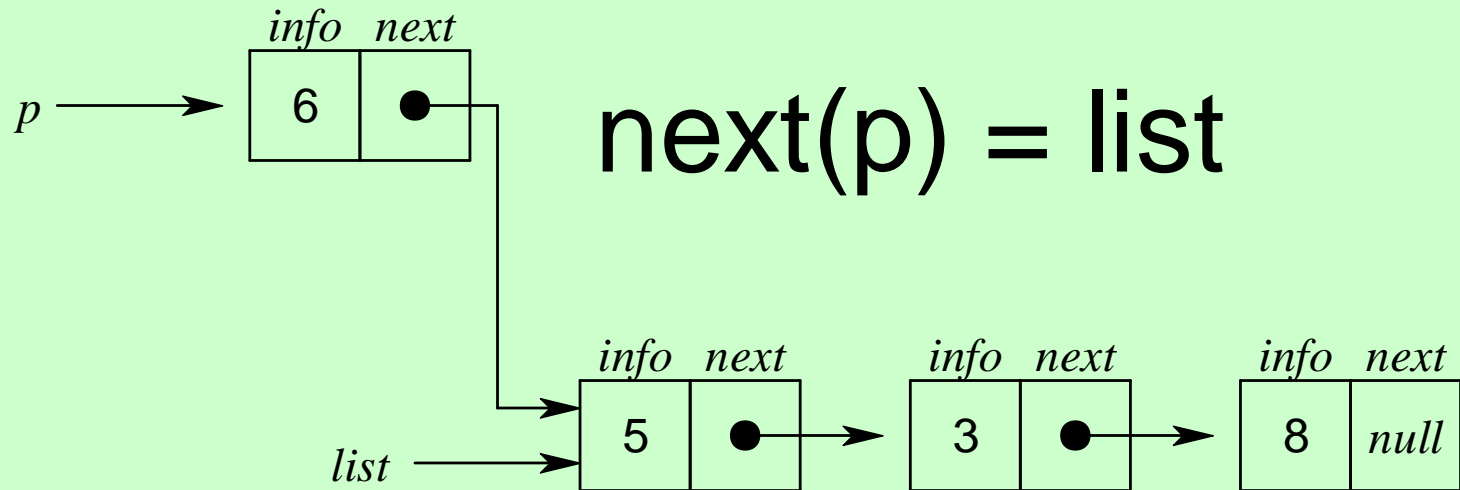 info next
p 6
next(p) = list
info next info next info next
5 3 8 null
list